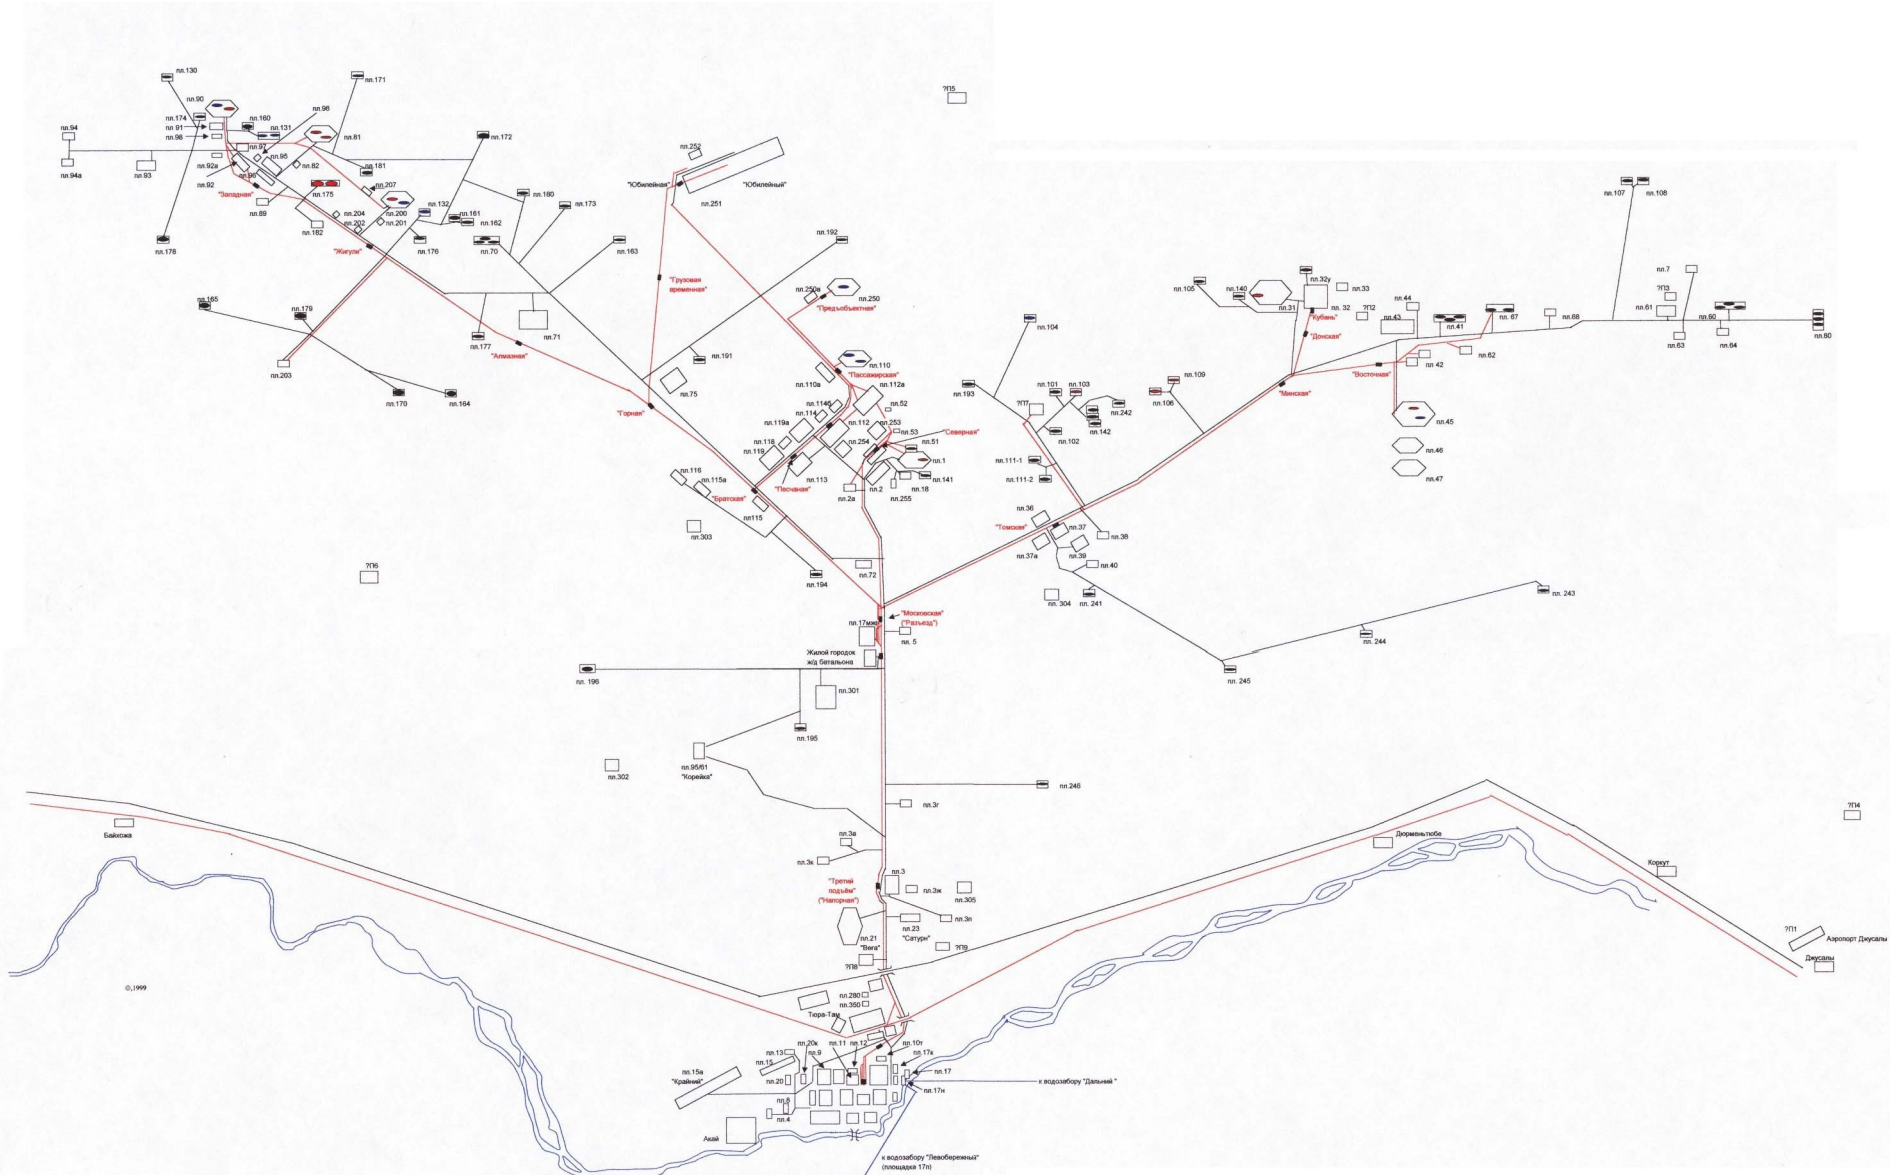 пл.130
пл.171
пл.90
пл.174
пл.160
пл.98
пл 91
пл.131
пл.94
пл.98
пл.81
пл.172
пл.97
пл.95
пл.82
пл.181
пл.94а
пл.93
пл.92а
пл.92
"Западная"
пл.175
пл.207
пл.89
пл.204
пл.200
пл.202
пл.201
пл.182
пл.132
пл.161
пл.162
пл.180
пл.173
пл.178
"Жигули"
пл.176
пл.70
пл.163
?П5
пл.252
"Юбилейная"
"Юбилейный"
пл.251
пл.192
"Грузовая
временная"
пл.250в
пл.250
"Предъобъектная"
пл.165
пл.179
пл.177
пл.71
"Алмазная"
пл.203
пл.170
пл.164
пл.191
пл.75
"Горная"
пл.110
"Пассажирская"
пл.110а
пл.112а
пл.114б
пл.52
пл.114
пл.119а
пл.112
пл.253
пл.118
пл.53
"Северная"
пл.119
пл.254
пл.51
пл.1
пл.116
пл.115а
"Песчаная"
пл.113
пл.2
пл.18
пл.141
"Братская"
пл.2а
пл.255
пл115
пл.303
?П6
пл.194
пл.72
пл.107
пл.108
пл.7
пл.105
пл.140
пл.32у
пл.33
?П3
пл.31
пл. 32
?П2
пл.44
"Кубань"
пл.43
пл.41
пл. 67
пл.68
пл.61
пл.60
"Донская"
пл.63
пл.64
пл.80
пл.104
пл.62
пл. 42
"Восточная"
"Минская"
пл.109
пл.106
пл.193
пл.101
пл.103
?П7
пл.242
пл.142
пл.102
пл.45
пл.46
пл.47
пл.111-1
пл.111-2
пл.36
"Томская"
пл.37
пл.38
пл.37а
пл.39
пл.40
пл. 304
пл. 241
пл. 243
пл.244
пл. 245
"Московская"
("Разъезд")
пл.17мжв
пл. 5
Жилой городок
ж/д батальона
пл. 196
пл.301
пл.195
пл.302
пл.95/61
"Корейка"
пл.246
пл.3г
пл.3в
пл.3к
пл.3
"Третий
подъём"
("Напорная")
пл.3ж
пл.305
пл.3п
пл.21
"Вега"
пл.23
"Сатурн"
?П9
?П8
Байхожа
Дюрменьтюбе
?П4
Коркут
?П1
Аэропорт Джусалы
Джусалы
©,1999
пл.280
пл.350
Тюра-Там
пл.13
пл.20к
пл.11
пл.12
пл.10т
пл.15
пл.9
пл.17к
пл.15а
"Крайний"
пл.20
пл.17
пл.17н
к водозабору "Дальний "
пл.6
пл.4
Акай
к водозабору "Левобережный"
(площадка 17п)